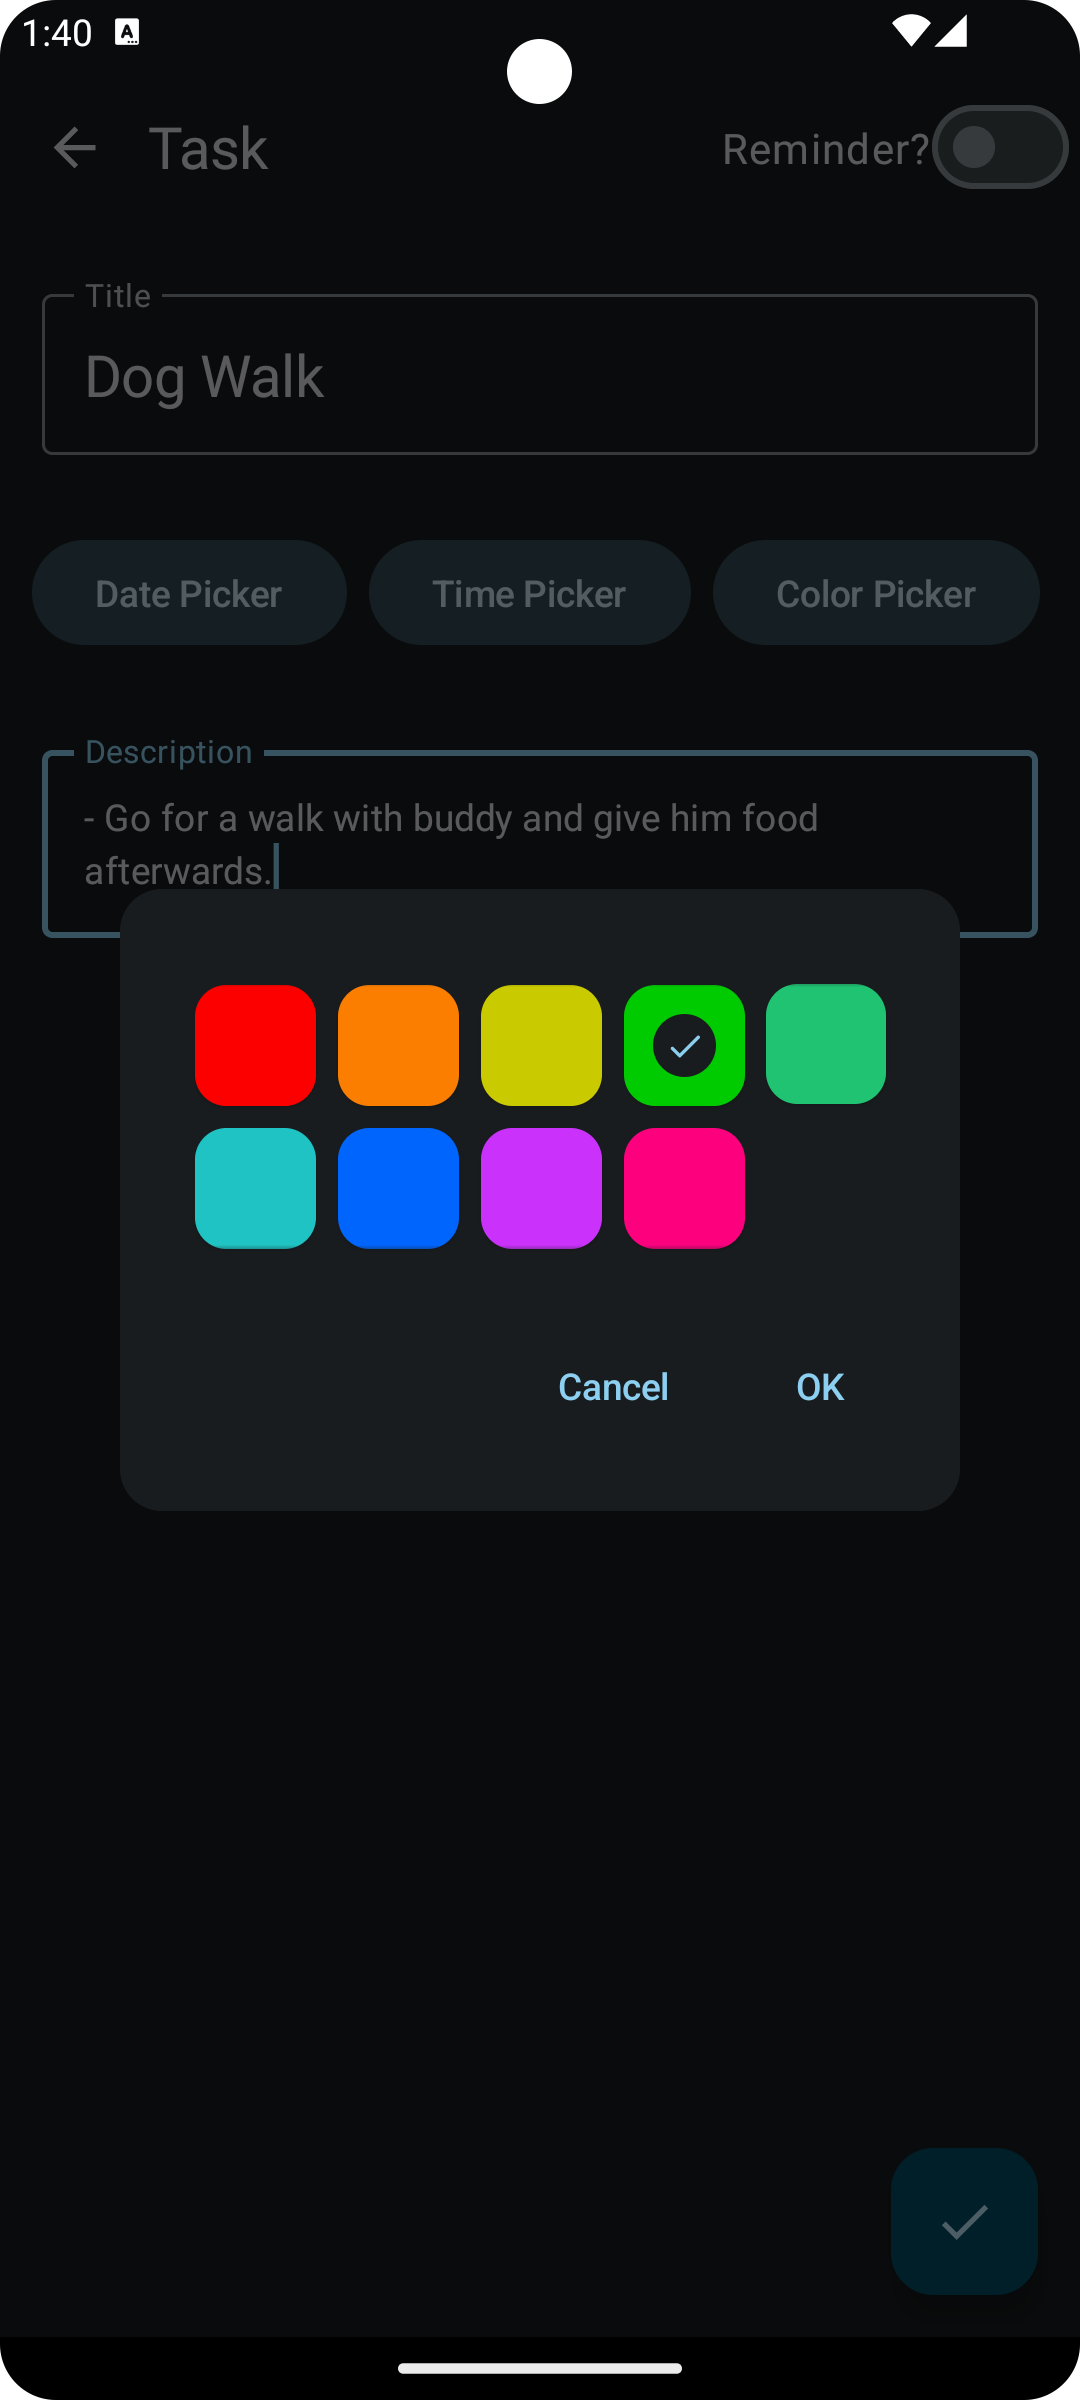 1:40
Task
Reminder?
Title
Dog Walk
Date Picker
Time Picker
Color Picker
Description
- Go for a walk with buddy and give him food
afterwards.
Cancel
OK